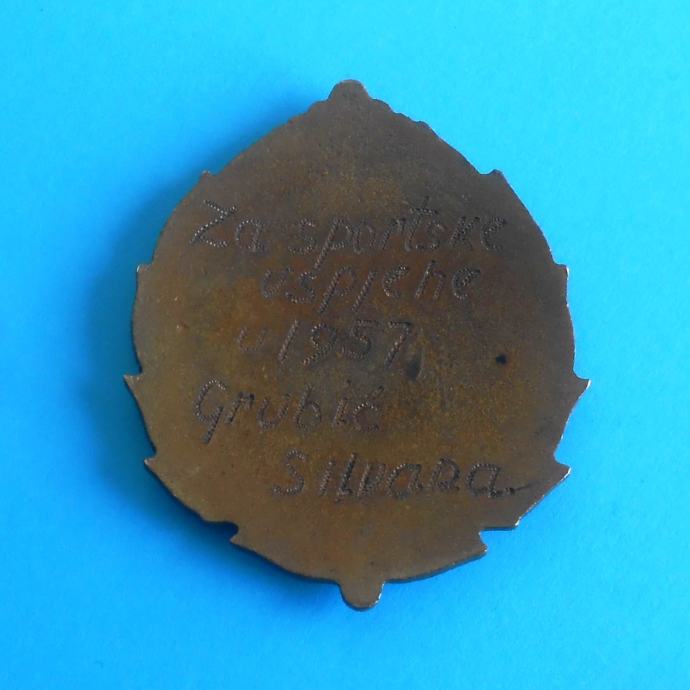 Za sportske
uspjehe
u 1957,
Grubić
Silvana